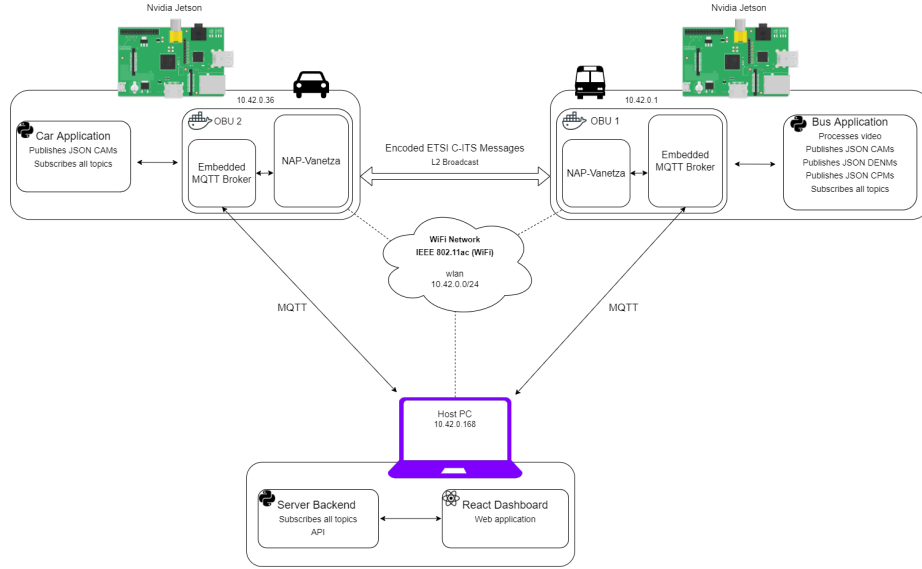 Nvidia Jetson
Nvidia Jetson
10.42.0.36
10.42.0.1
Car Application
Publishes JSON CAMs
Subscribes all topics
OBU 2
Embedded
MQTT Broker
NAP-Vanetza
Encoded ETSI C-ITS Messages
L2 Broadcast
OBU 1
NAP-Vanetza
Embedded
MQTT Broker
Bus Application
Processes video
Publishes JSON CAMs
Publishes JSON DENMs
Publishes JSON CPMs
Subscribes all topics
WiFi Network
IEEE 802.11ac (WiFi)
wlan
10.42.0.0/24
MQTT
MQTT
Host PC
10.42.0.168
Server Backend
Subscribes all topics
API
React Dashboard
Web application